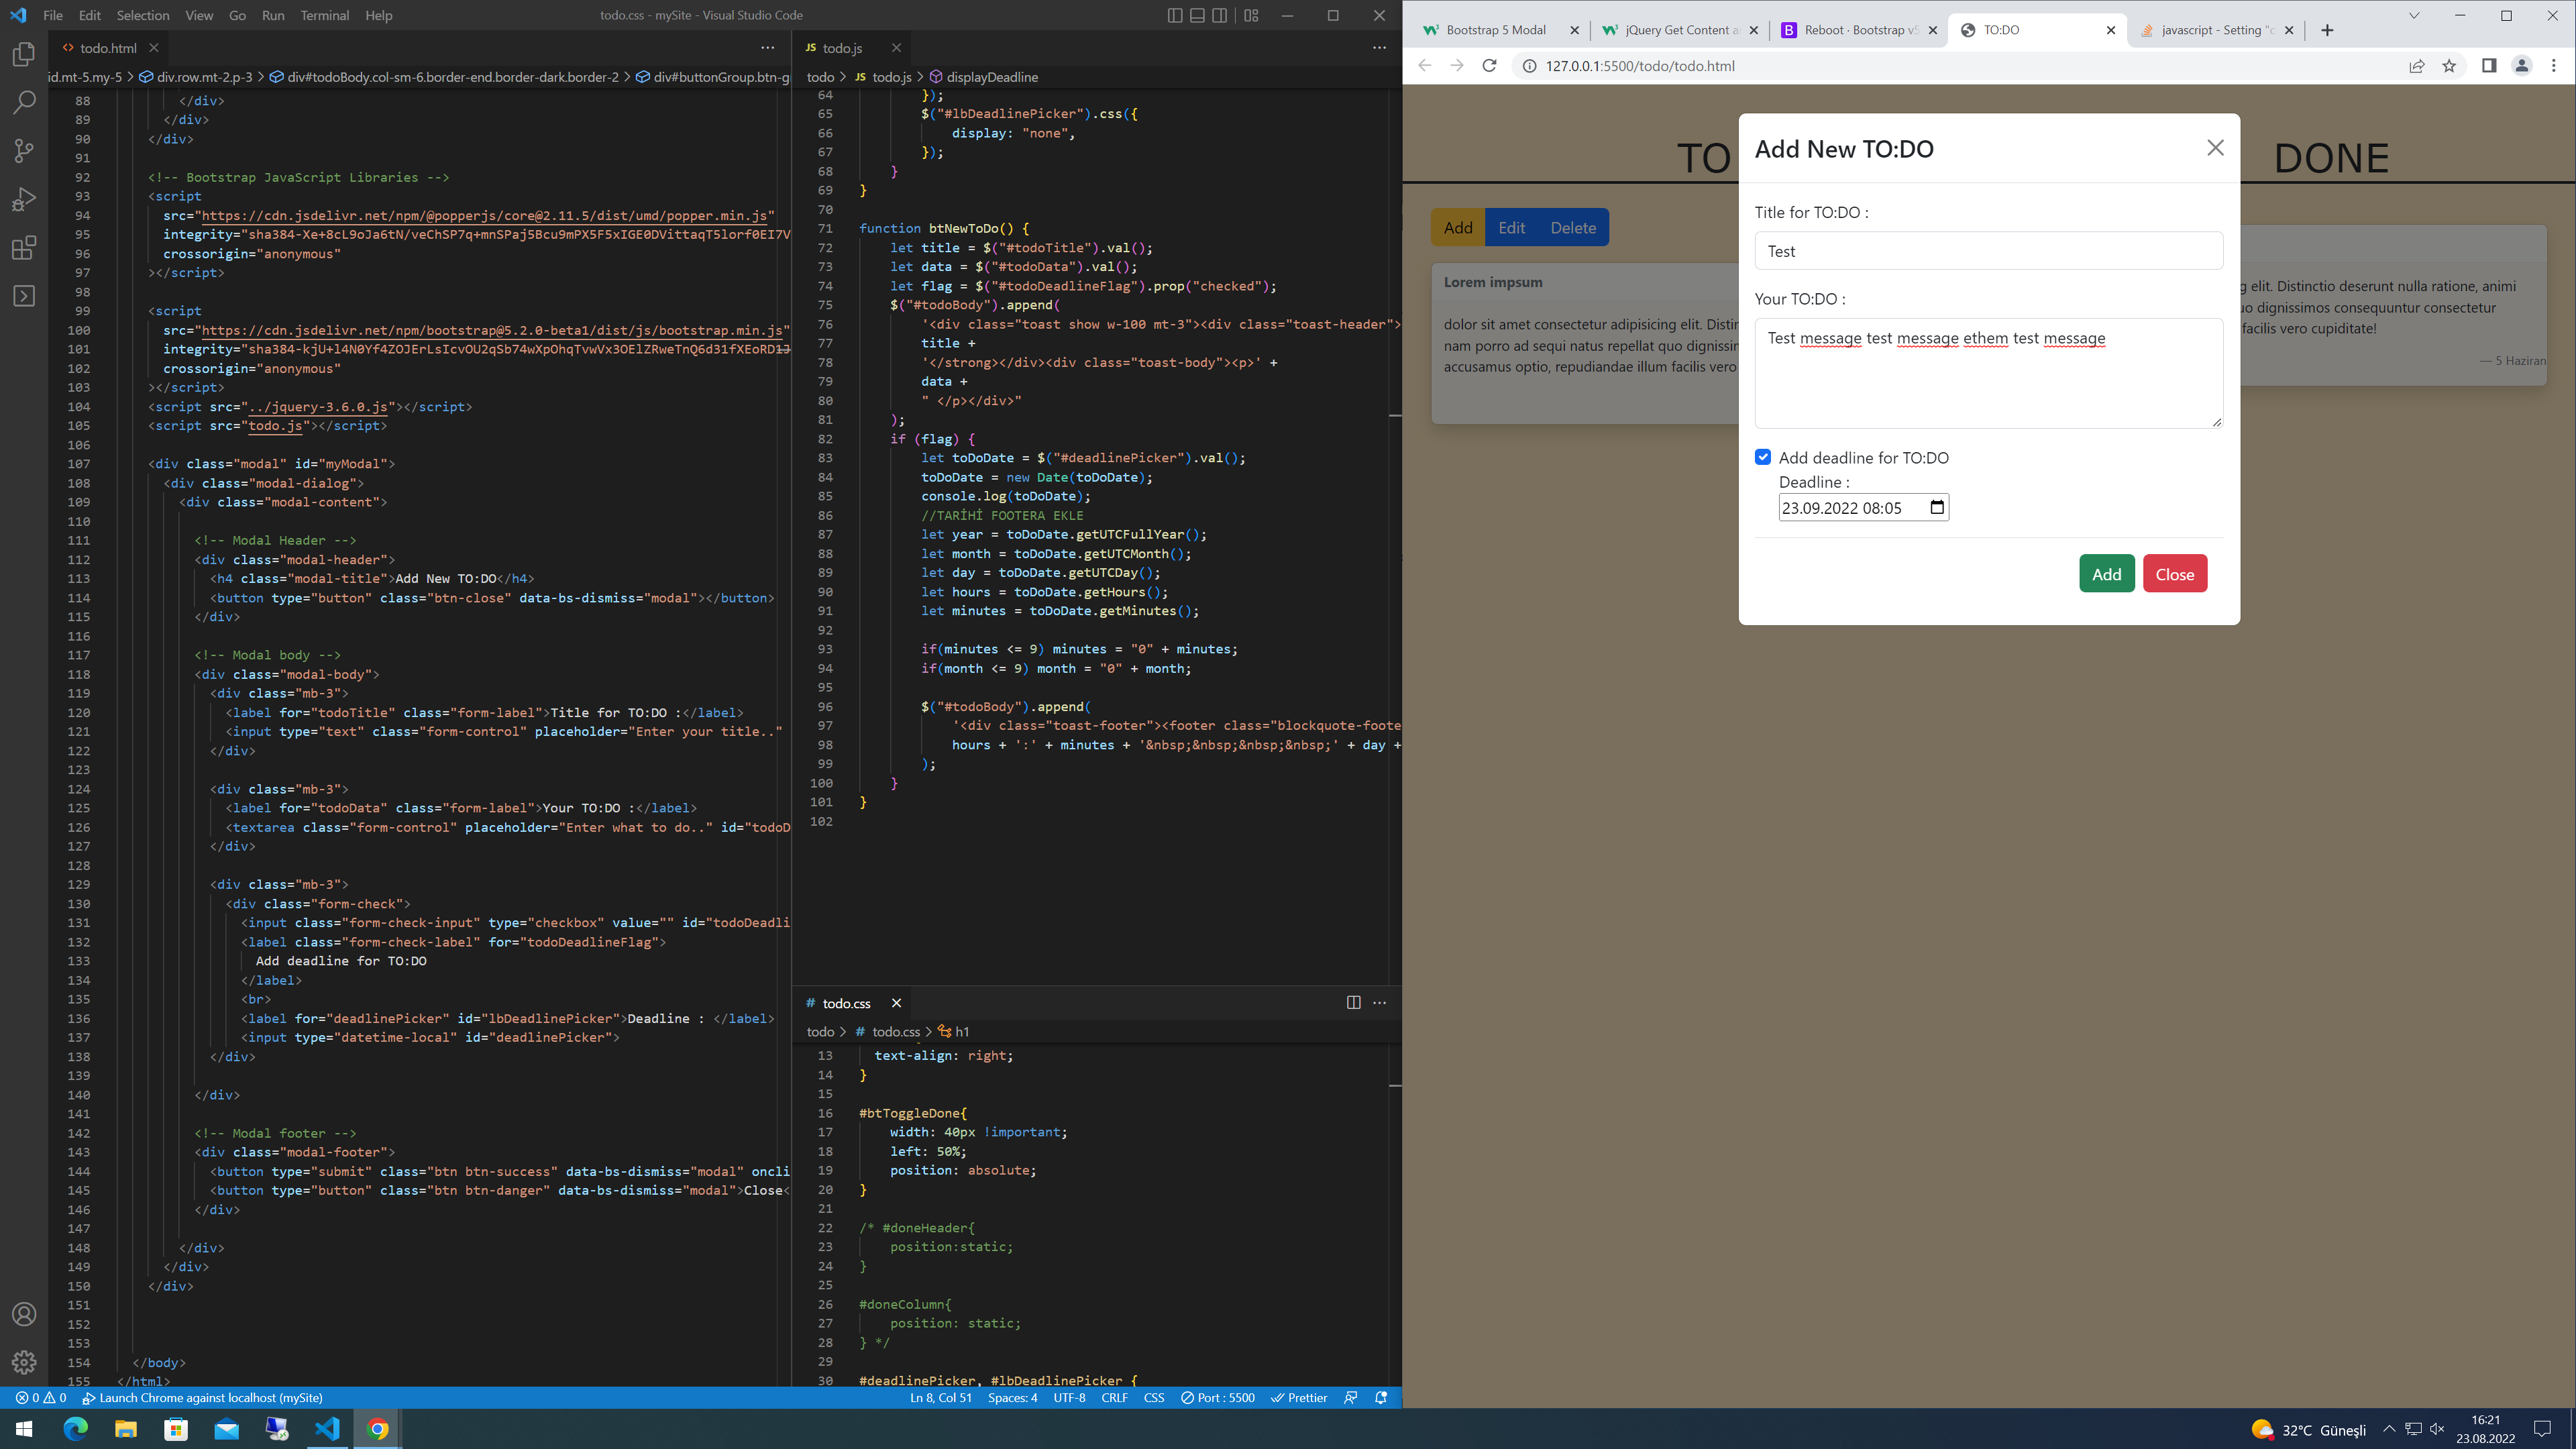 File Edit Selection View Go Run Terminal Help
todo.css - mySite - Visual Studio Code
todo.html
id.mt-5.my-5 > div.row.mt-2.p-3 > div#todoBody.col-sm-6.border-end.border-dark.border-2 > div#buttonGroup.btn-g
88 </div>
89 </div>
90 </div>
91
92 <!-- Bootstrap JavaScript Libraries -->
93 <script
94 src="https://cdn.jsdelivr.net/npm/@popperjs/core@2.11.5/dist/umd/popper.min.js"
95 integrity="sha384-Xe+8cL9oJa6tN/veChSP7q+mnSPaj5Bcu9mPX5F5xIGE0DVittaqT5lorf0EI7V
96 crossorigin="anonymous"
97 ></script>
98
99 <script
100 src="https://cdn.jsdelivr.net/npm/bootstrap@5.2.0-beta1/dist/js/bootstrap.min.js"
101 integrity="sha384-kjU+l4N0Yf4ZOJErLsIcvOU2qSb74wXpOhqTvwVx3OElZRweTnQ6d31fXEoRD1J
102 crossorigin="anonymous"
103 ></script>
104 <script src="../jquery-3.6.0.js"></script>
105 <script src="todo.js"></script>
106
107 <div class="modal" id="myModal">
108 <div class="modal-dialog">
109 <div class="modal-content">
110
111 <!-- Modal Header -->
112 <div class="modal-header">
113 <h4 class="modal-title">Add New TO:DO</h4>
114 <button type="button" class="btn-close" data-bs-dismiss="modal"></button>
115 </div>
116
117 <!-- Modal body -->
118 <div class="modal-body">
119 <div class="mb-3">
120 <label for="todoTitle" class="form-label">Title for TO:DO :</label>
121 <input type="text" class="form-control" placeholder="Enter your title.."
122 </div>
123
124 <div class="mb-3">
125 <label for="todoData" class="form-label">Your TO:DO :</label>
126 <textarea class="form-control" placeholder="Enter what to do.." id="todoD
127 </div>
128
129 <div class="mb-3">
130 <div class="form-check">
131 <input class="form-check-input" type="checkbox" value="" id="todoDeadli
132 <label class="form-check-label" for="todoDeadlineFlag">
133 Add deadline for TO:DO
134 </label>
135 <br>
136 <label for="deadlinePicker" id="lbDeadlinePicker">Deadline : </label>
137 <input type="datetime-local" id="deadlinePicker">
138 </div>
139
140 </div>
141
142 <!-- Modal footer -->
143 <div class="modal-footer">
144 <button type="submit" class="btn btn-success" data-bs-dismiss="modal" oncli
145 <button type="button" class="btn btn-danger" data-bs-dismiss="modal">Close<
146 </div>
147
148 </div>
149 </div>
150 </div>
151
152
153
154 </body>
155 </html>
JS todo.js
todo > JS todo.js > displayDeadline
64 });
65 $("#lbDeadlinePicker").css({
66 display: "none",
67 });
68 }
69 }
70
71 function btNewToDo() {
72 let title = $("#todoTitle").val();
73 let data = $("#todoData").val();
74 let flag = $("#todoDeadlineFlag").prop("checked");
75 $("#todoBody").append(
76 '<div class="toast show w-100 mt-3"><div class="toast-header">
77 title +
78 '</strong></div><div class="toast-body"><p>' +
79 data +
80 " </p></div>"
81 );
82 if (flag) {
83 let toDoDate = $("#deadlinePicker").val();
84 toDoDate = new Date(toDoDate);
85 console.log(toDoDate);
86 //TARİHİ FOOTERA EKLE
87 let year = toDoDate.getUTCFullYear();
88 let month = toDoDate.getUTCMonth();
89 let day = toDoDate.getUTCDay();
90 let hours = toDoDate.getHours();
91 let minutes = toDoDate.getMinutes();
92
93 if(minutes <= 9) minutes = "0" + minutes;
94 if(month <= 9) month = "0" + month;
95
96 $("#todoBody").append(
97 '<div class="toast-footer"><footer class="blockquote-foote
98 hours + ':' + minutes + '&nbsp;&nbsp;&nbsp;&nbsp;' + day +
99 );
100 }
101 }
102
# todo.css
todo > # todo.css > h1
13 text-align: right;
14 }
15
16 #btToggleDone{
17 width: 40px !important;
18 left: 50%;
19 position: absolute;
20 }
21
22 /* #doneHeader{
23 position:static;
24 }
25
26 #doneColumn{
27 position: static;
28 } */
29
30 #deadlinePicker, #lbDeadlinePicker {
0 0 Launch Chrome against localhost (mySite)
Ln 8, Col 51 Spaces: 4 UTF-8 CRLF CSS Port : 5500 Prettier
Bootstrap 5 Modal
jQuery Get Content a
B Reboot · Bootstrap v5
TO:DO
javascript - Setting "c
127.0.0.1:5500/todo/todo.html
TO
DONE
Add Edit Delete
Lorem impsum
dolor sit amet consectetur adipisicing elit. Distin
nam porro ad sequi natus repellat quo dignissi
accusamus optio, repudiandae illum facilis vero
g elit. Distinctio deserunt nulla ratione, animi
uo dignissimos consequuntur consectetur
facilis vero cupiditate!
— 5 Haziran
Add New TO:DO
Title for TO:DO :
Test
Your TO:DO :
Test message test message ethem test message
Add deadline for TO:DO
Deadline :
23.09.2022 08:05
Add Close
32°C Güneşli
16:21
23.08.2022